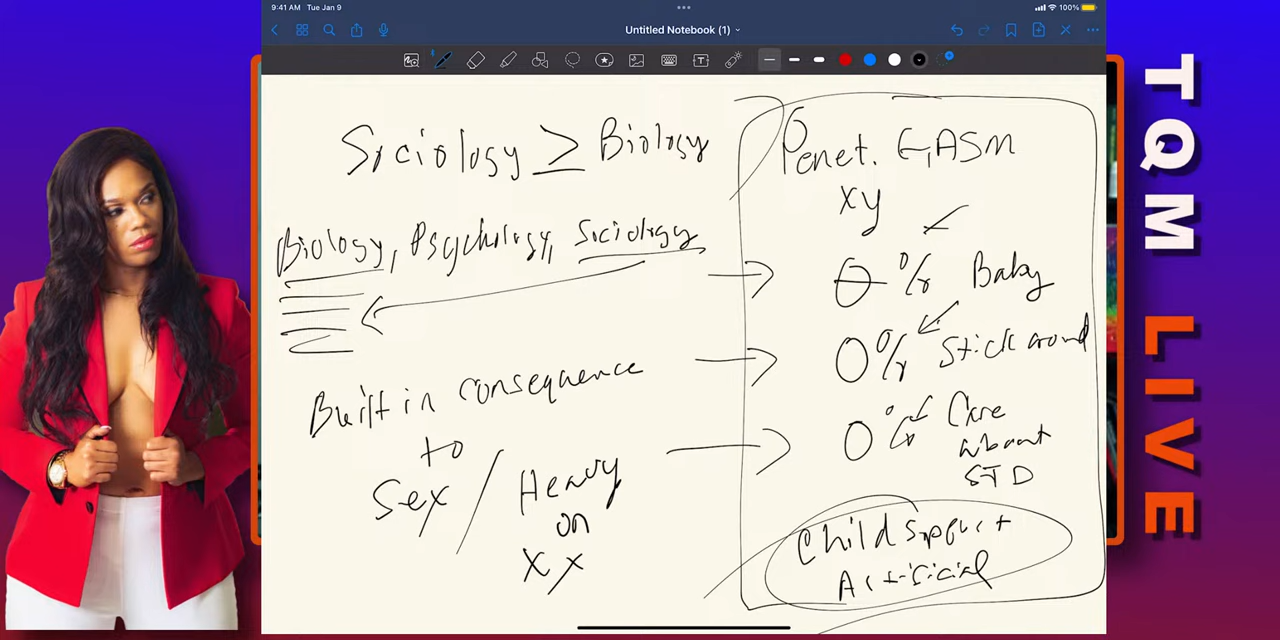 9:41 AM Tue Jan 9
100%
Untitled Notebook (1)
Sociology ≥ Biology
Biology, Psychology, Sociology
Built in consequence
to
Sex / Heavy
on
XX
Penet. GASM
xy
0% Baby
0% Stick around
0% Care
about
STD
Child support
Artificial
TQM LIVE